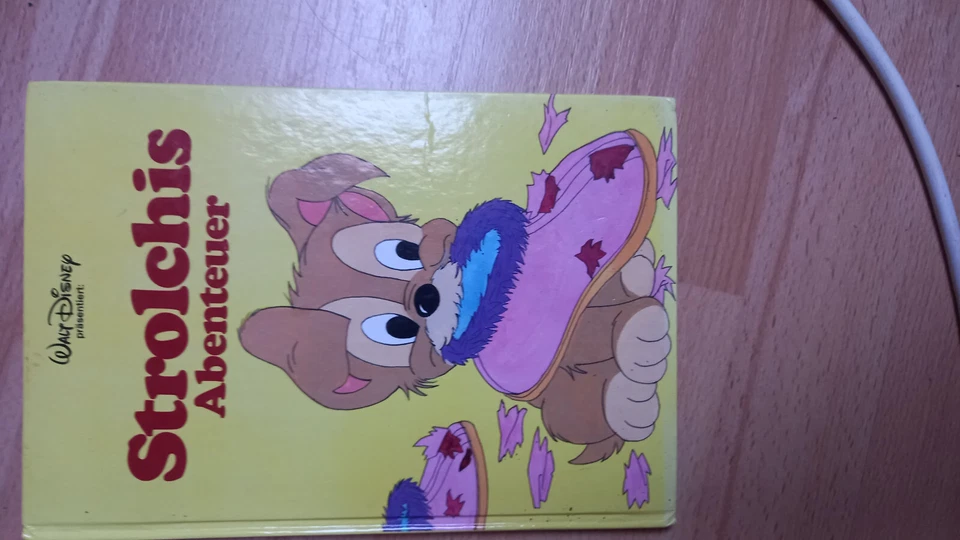 WALT DISNEY
präsentiert:
Strolchis
Abenteuer